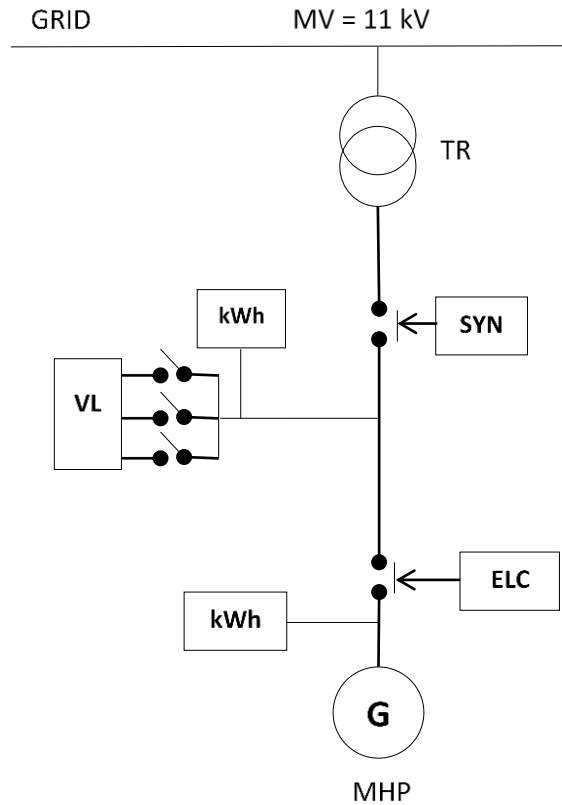 GRID
MV = 11 kV
TR
kWh
SYN
VL
ELC
kWh
G
MHP